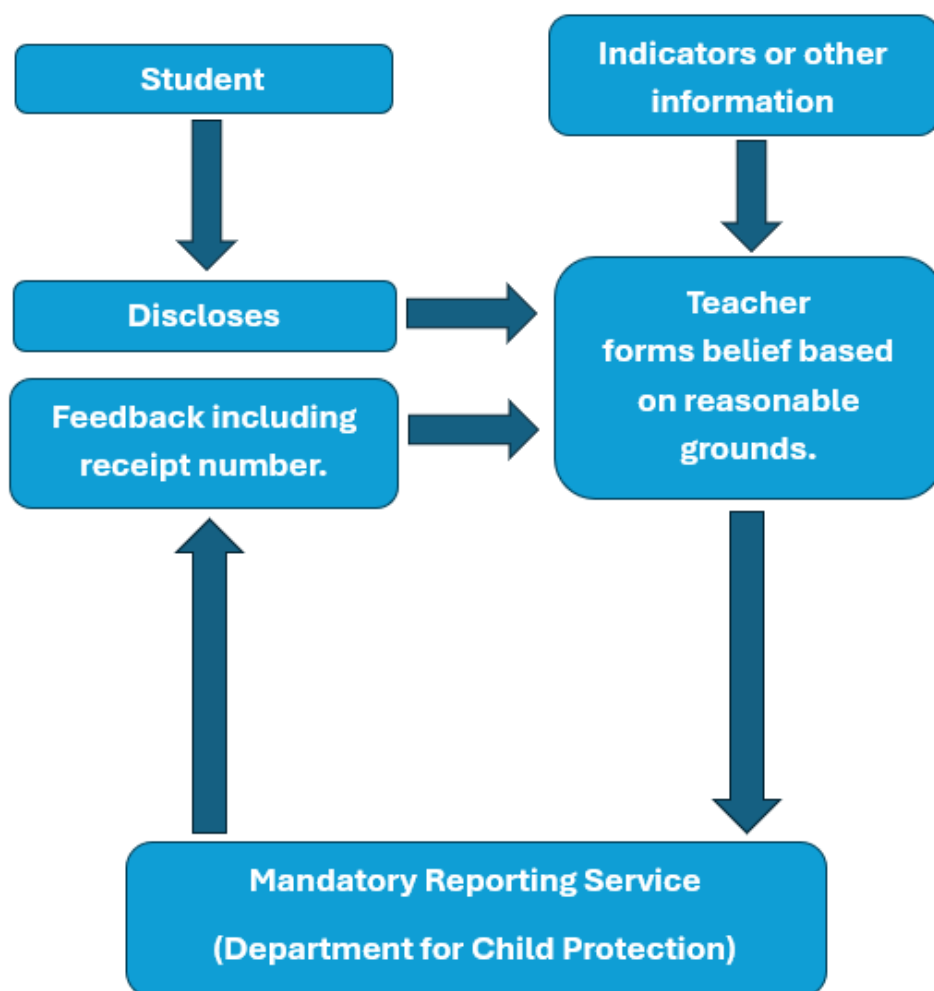 Student
Indicators or other
information
Discloses
Teacher
forms belief based
on reasonable
grounds.
Feedback including
receipt number.
Mandatory Reporting Service
(Department for Child Protection)